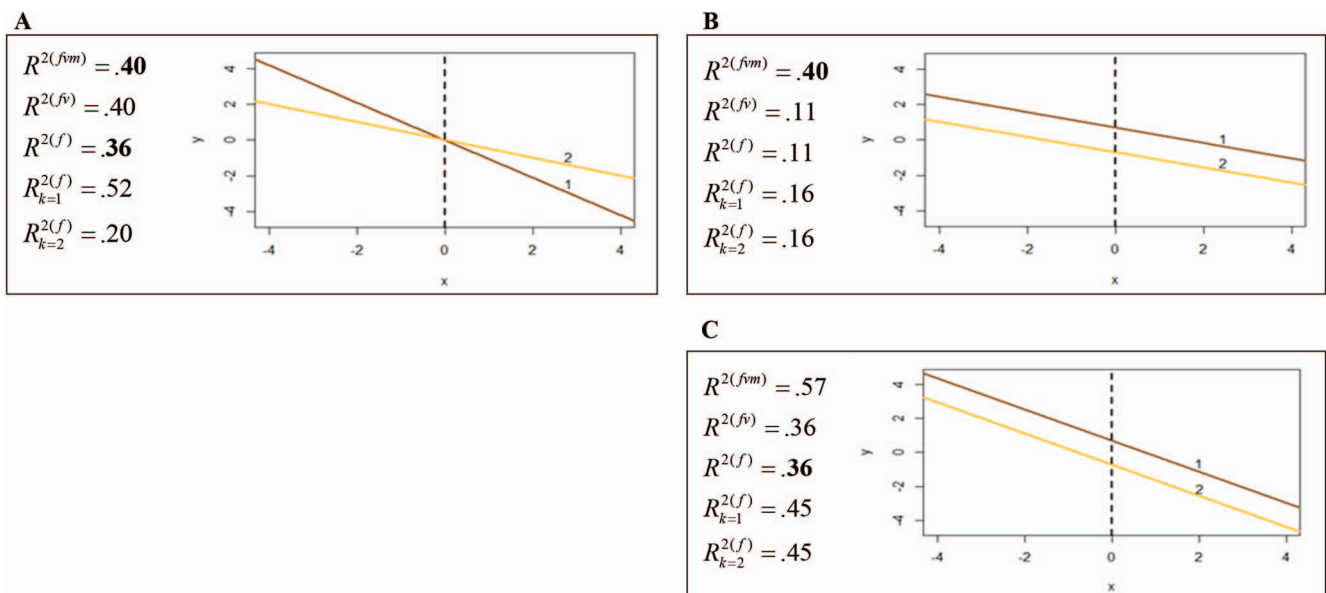 A
R²⁽ᶠᵛᵐ⁾ = .40
R²⁽ᶠᵛ⁾ = .40
R²⁽ᶠ⁾ = .36
R²⁽ᶠ⁾ₖ₌₁ = .52
R²⁽ᶠ⁾ₖ₌₂ = .20
y
4
2
0
-2
-4
2
1
-4 -2 0 2 4
x
B
R²⁽ᶠᵛᵐ⁾ = .40
R²⁽ᶠᵛ⁾ = .11
R²⁽ᶠ⁾ = .11
R²⁽ᶠ⁾ₖ₌₁ = .16
R²⁽ᶠ⁾ₖ₌₂ = .16
y
4
2
0
-2
-4
1
2
-4 -2 0 2 4
x
C
R²⁽ᶠᵛᵐ⁾ = .57
R²⁽ᶠᵛ⁾ = .36
R²⁽ᶠ⁾ = .36
R²⁽ᶠ⁾ₖ₌₁ = .45
R²⁽ᶠ⁾ₖ₌₂ = .45
y
4
2
0
-2
-4
1
2
-4 -2 0 2 4
x